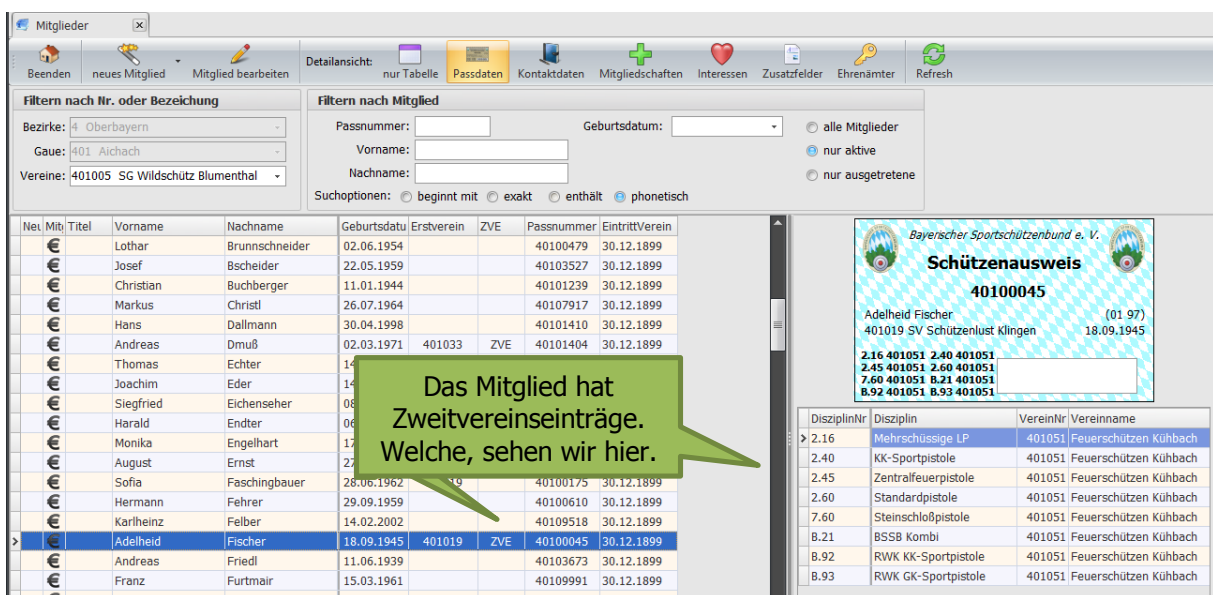 Mitglieder
Beenden neues Mitglied Mitglied bearbeiten Detailansicht: nur Tabelle Passdaten Kontaktdaten Mitgliedschaften Interessen Zusatzfelder Ehrenämter Refresh
Filtern nach Nr. oder Bezeichung Filtern nach Mitglied
Bezirke: 4 Oberbayern Passnummer: Geburtsdatum: alle Mitglieder
Gaue: 401 Aichach Vorname: nur aktive
Vereine: 401005 SG Wildschütz Blumenthal Nachname: nur ausgetretene
Suchoptionen: beginnt mit exakt enthält phonetisch
Neu Mitg Titel Vorname Nachname Geburtsdatu Erstverein ZVE Passnummer EintrittVerein
€ Lothar Brunnschneider 02.06.1954 40100479 30.12.1899
€ Josef Bscheider 22.05.1959 40103527 30.12.1899
€ Christian Buchberger 11.01.1944 40101239 30.12.1899
€ Markus Christl 26.07.1964 40107917 30.12.1899
€ Hans Dallmann 30.04.1998 40101410 30.12.1899
€ Andreas Dmuß 02.03.1971 401033 ZVE 40101404 30.12.1899
€ Thomas Echter 14
€ Joachim Eder 14
€ Siegfried Eichenseher 08
€ Harald Endter 06
€ Monika Engelhart 17
€ August Ernst 27
€ Sofia Faschingbauer 28.06.1962 40100175 30.12.1899
€ Hermann Fehrer 29.09.1959 40100610 30.12.1899
€ Karlheinz Felber 14.02.2002 40109518 30.12.1899
€ Adelheid Fischer 18.09.1945 401019 ZVE 40100045 30.12.1899
€ Andreas Friedl 11.06.1939 40103673 30.12.1899
€ Franz Furtmair 15.03.1961 40109991 30.12.1899
Das Mitglied hat
Zweitvereinseinträge.
Welche, sehen wir hier.
Bayerischer Sportschützenbund e. V.
Schützenausweis
40100045
Adelheid Fischer (01 97)
401019 SV Schützenlust Klingen 18.09.1945
2.16 401051 2.40 401051
2.45 401051 2.60 401051
7.60 401051 B.21 401051
B.92 401051 B.93 401051
DisziplinNr Disziplin VereinNr Vereinname
2.16 Mehrschüssige LP 401051 Feuerschützen Kühbach
2.40 KK-Sportpistole 401051 Feuerschützen Kühbach
2.45 Zentralfeuerpistole 401051 Feuerschützen Kühbach
2.60 Standardpistole 401051 Feuerschützen Kühbach
7.60 Steinschloßpistole 401051 Feuerschützen Kühbach
B.21 BSSB Kombi 401051 Feuerschützen Kühbach
B.92 RWK KK-Sportpistole 401051 Feuerschützen Kühbach
B.93 RWK GK-Sportpistole 401051 Feuerschützen Kühbach